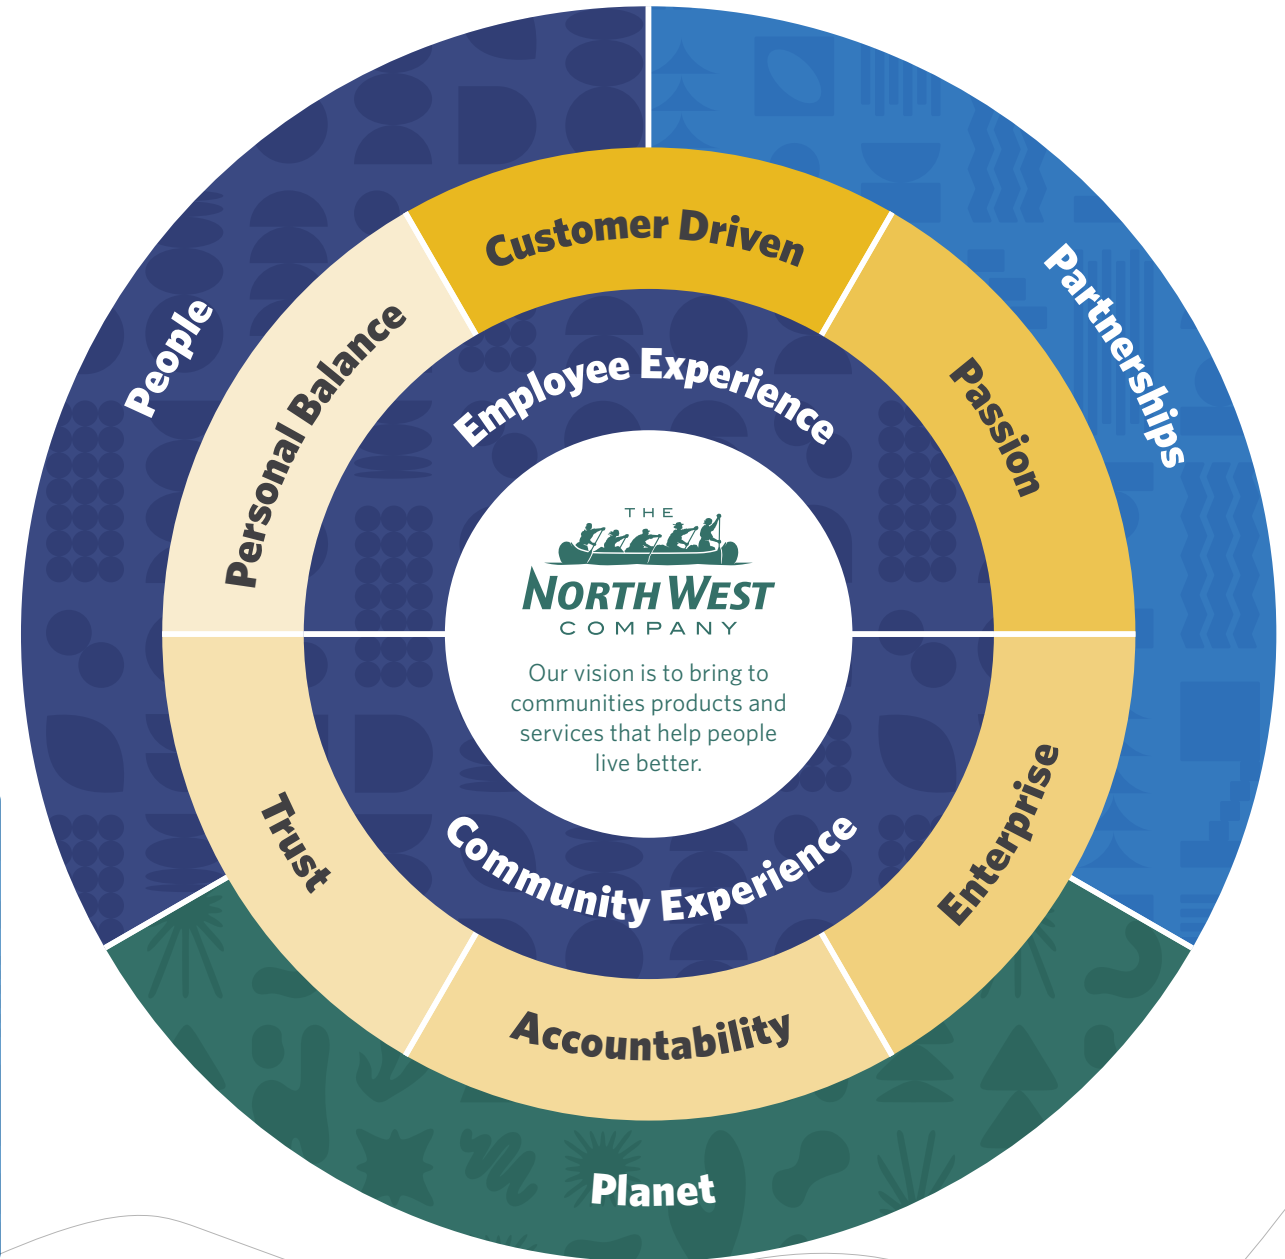 People
Partnerships
Customer Driven
Personal Balance
Passion
Employee Experience
THE
NORTH WEST
COMPANY
Our vision is to bring to
communities products and
services that help people
live better.
Community Experience
Trust
Enterprise
Accountability
Planet